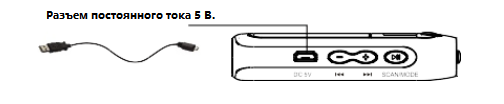 Разъем постоянного тока 5 В.
− +
DC 5V ⏮ ⏭ SCAN/MODE